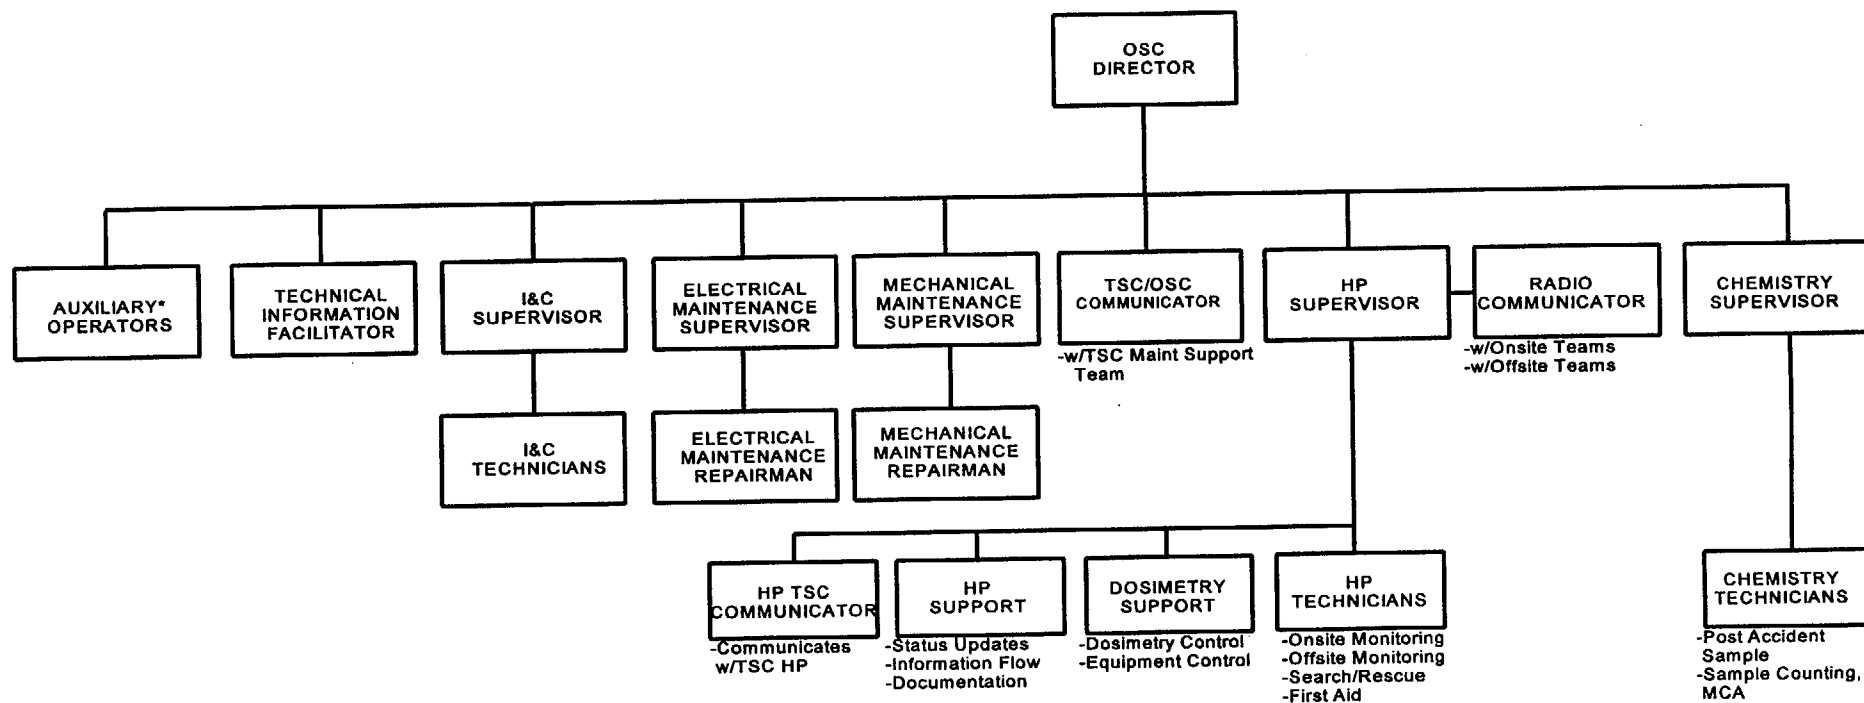 OSC
DIRECTOR
AUXILIARY*
OPERATORS
TECHNICAL
INFORMATION
FACILITATOR
I&C
SUPERVISOR
ELECTRICAL
MAINTENANCE
SUPERVISOR
MECHANICAL
MAINTENANCE
SUPERVISOR
TSC/OSC
COMMUNICATOR
-w/TSC Maint Support
Team
HP
SUPERVISOR
RADIO
COMMUNICATOR
-w/Onsite Teams
-w/Offsite Teams
CHEMISTRY
SUPERVISOR
I&C
TECHNICIANS
ELECTRICAL
MAINTENANCE
REPAIRMAN
MECHANICAL
MAINTENANCE
REPAIRMAN
HP TSC
COMMUNICATOR
-Communicates
w/TSC HP
HP
SUPPORT
-Status Updates
-Information Flow
-Documentation
DOSIMETRY
SUPPORT
-Dosimetry Control
-Equipment Control
HP
TECHNICIANS
-Onsite Monitoring
-Offsite Monitoring
-Search/Rescue
-First Aid
CHEMISTRY
TECHNICIANS
-Post Accident
Sample
-Sample Counting,
MCA